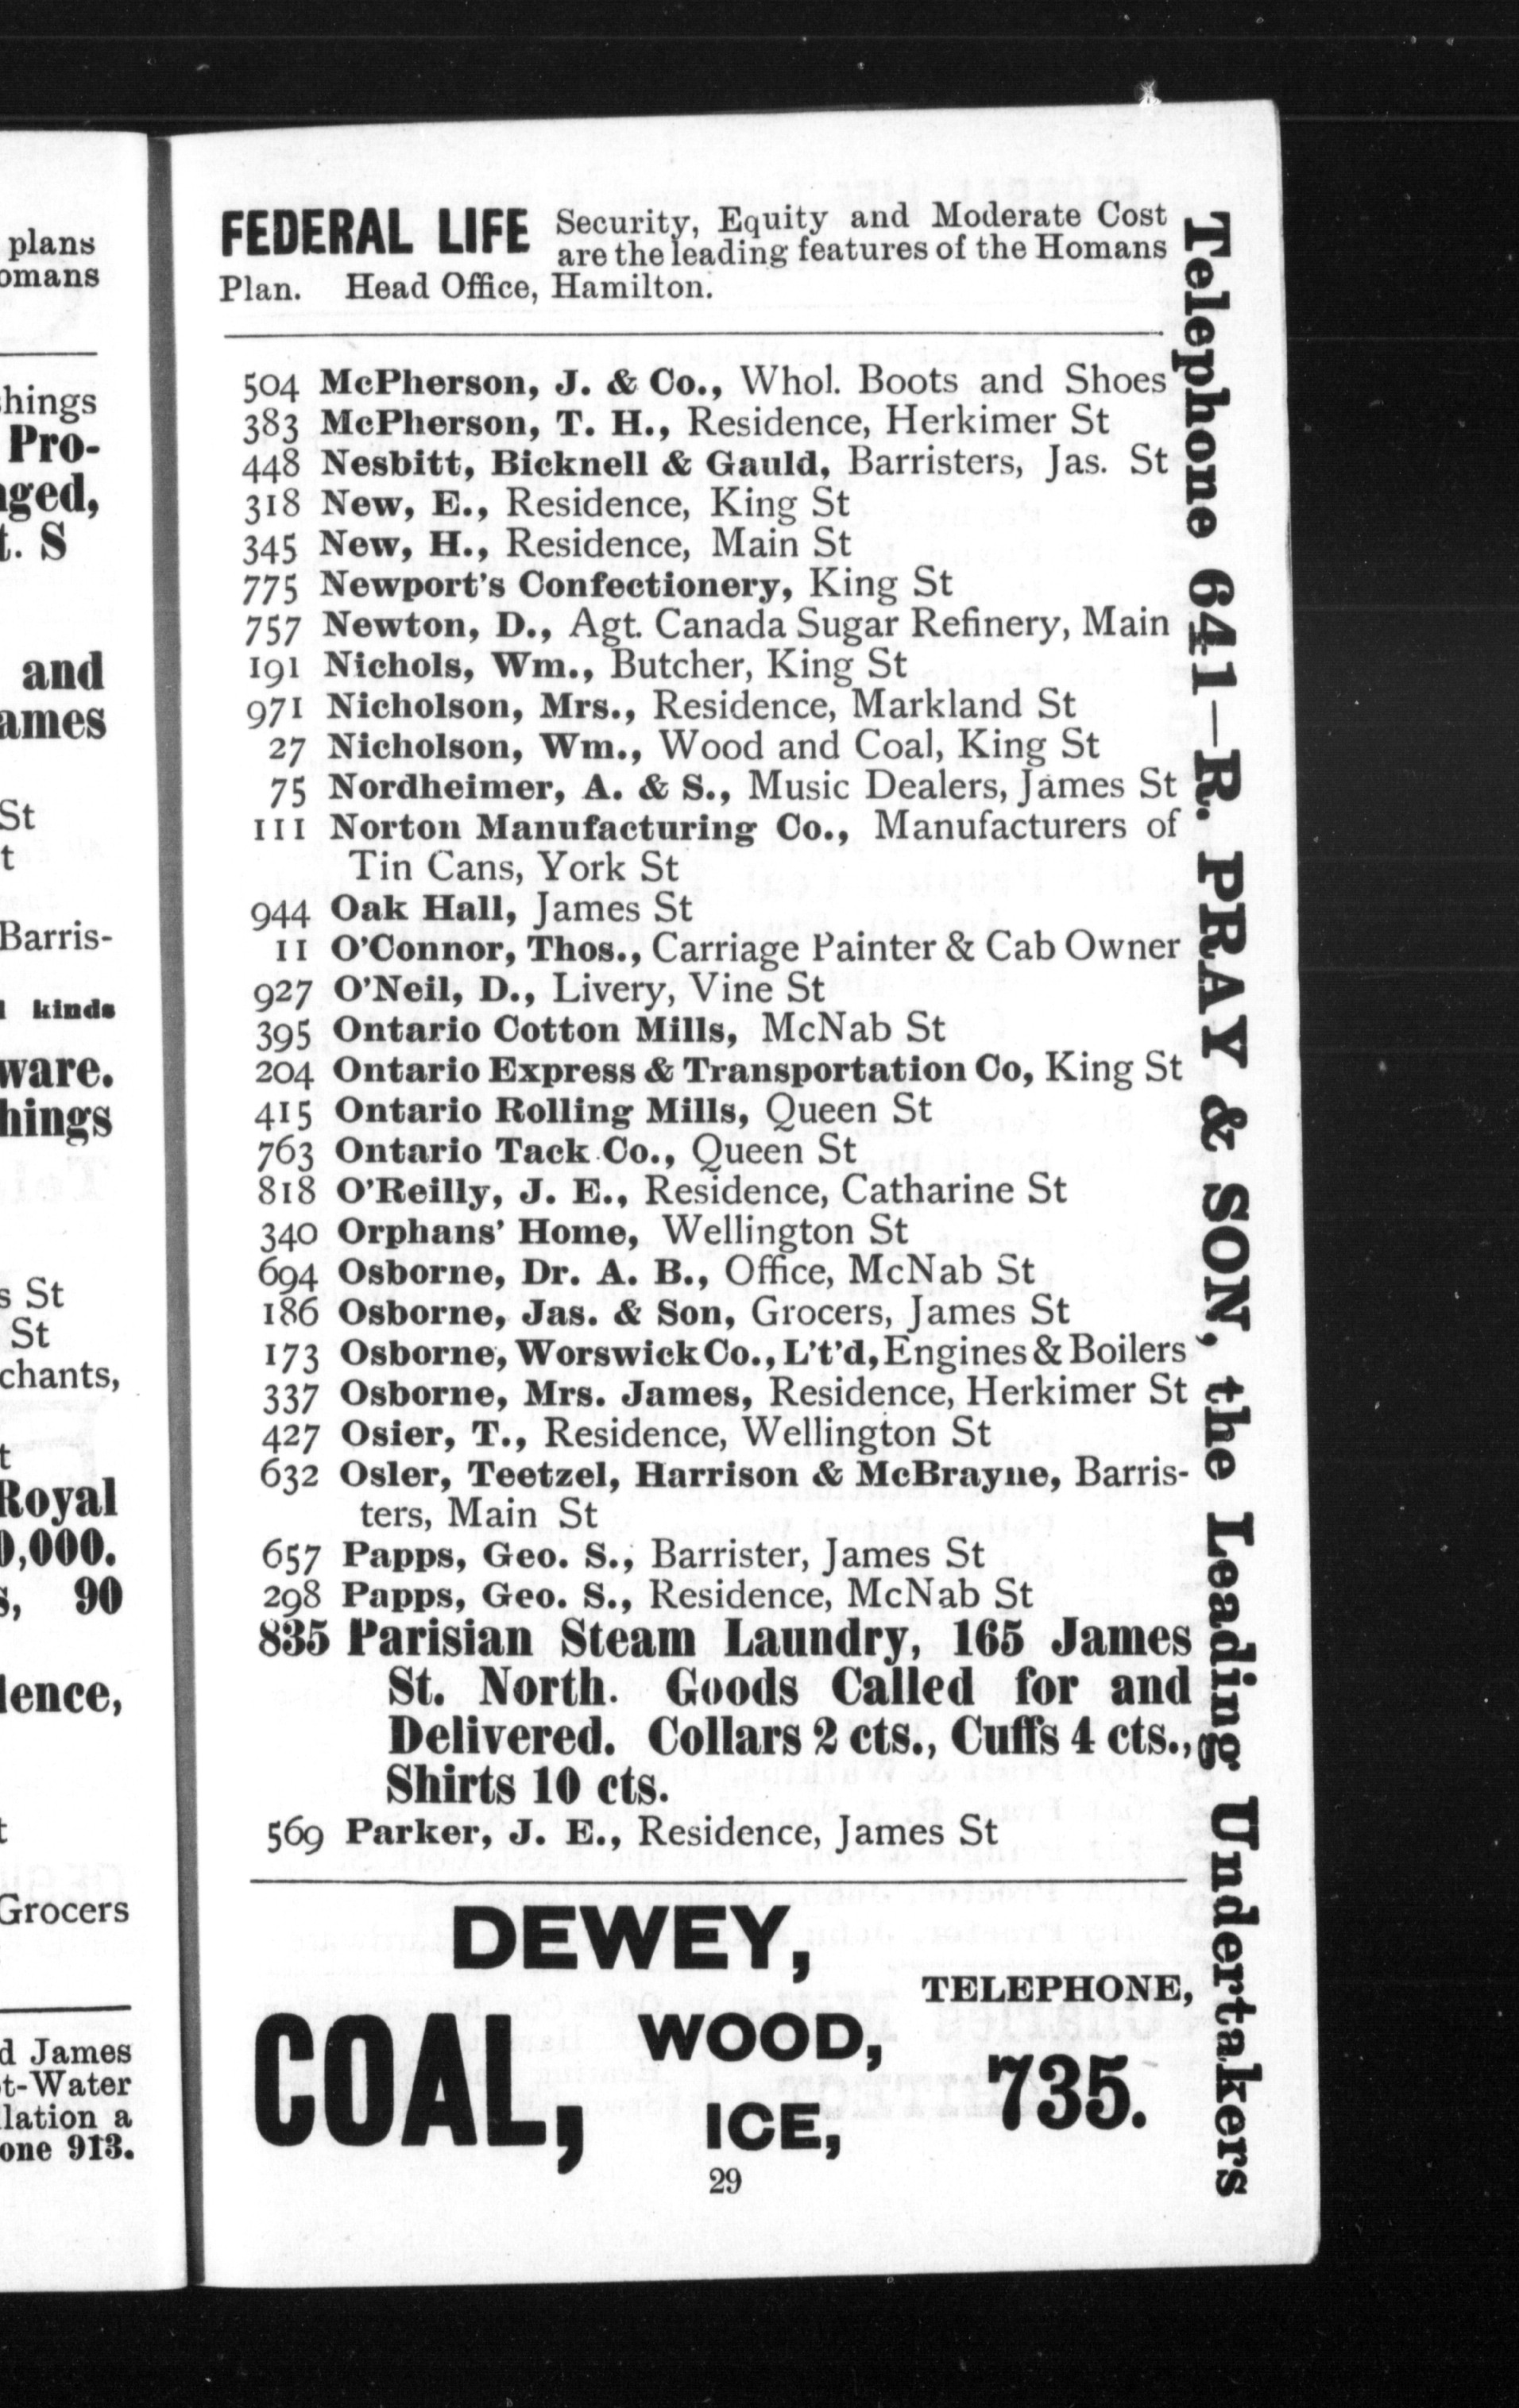 plans
omans
hings
Pro-
ged,
t. S
and
ames
St
t
Barris-
l kinds
ware.
hings
s St
St
chants,
t
Royal
0,000.
s, 90
dence,
t
Grocers
d James
t-Water
lation a
one 913.
FEDERAL LIFE Security, Equity and Moderate Cost
are the leading features of the Homans
Plan. Head Office, Hamilton.
504 McPherson, J. & Co., Whol. Boots and Shoes
383 McPherson, T. H., Residence, Herkimer St
448 Nesbitt, Bicknell & Gauld, Barristers, Jas. St
318 New, E., Residence, King St
345 New, H., Residence, Main St
775 Newport's Confectionery, King St
757 Newton, D., Agt. Canada Sugar Refinery, Main
191 Nichols, Wm., Butcher, King St
971 Nicholson, Mrs., Residence, Markland St
27 Nicholson, Wm., Wood and Coal, King St
75 Nordheimer, A. & S., Music Dealers, James St
111 Norton Manufacturing Co., Manufacturers of
Tin Cans, York St
944 Oak Hall, James St
11 O'Connor, Thos., Carriage Painter & Cab Owner
927 O'Neil, D., Livery, Vine St
395 Ontario Cotton Mills, McNab St
204 Ontario Express & Transportation Co, King St
415 Ontario Rolling Mills, Queen St
763 Ontario Tack Co., Queen St
818 O'Reilly, J. E., Residence, Catharine St
340 Orphans' Home, Wellington St
694 Osborne, Dr. A. B., Office, McNab St
186 Osborne, Jas. & Son, Grocers, James St
173 Osborne, Worswick Co., L't'd, Engines & Boilers
337 Osborne, Mrs. James, Residence, Herkimer St
427 Osier, T., Residence, Wellington St
632 Osler, Teetzel, Harrison & McBrayne, Barris-
ters, Main St
657 Papps, Geo. S., Barrister, James St
298 Papps, Geo. S., Residence, McNab St
835 Parisian Steam Laundry, 165 James
St. North. Goods Called for and
Delivered. Collars 2 cts., Cuffs 4 cts.,
Shirts 10 cts.
569 Parker, J. E., Residence, James St
DEWEY,
TELEPHONE,
COAL, WOOD,
ICE, 735.
29
Telephone 641—R. PRAY & SON, the Leading Undertakers